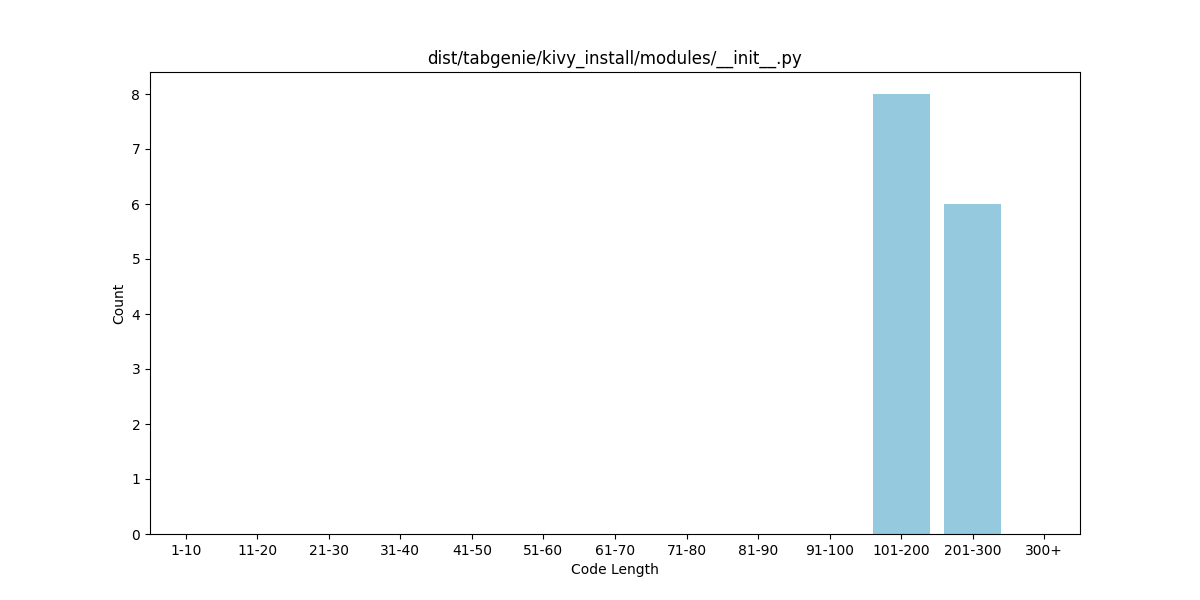 dist/tabgenie/kivy_install/modules/__init__.py
8
7
6
5
4
3
2
1
0
Count
1-10 11-20 21-30 31-40 41-50 51-60 61-70 71-80 81-90 91-100 101-200 201-300 300+
Code Length